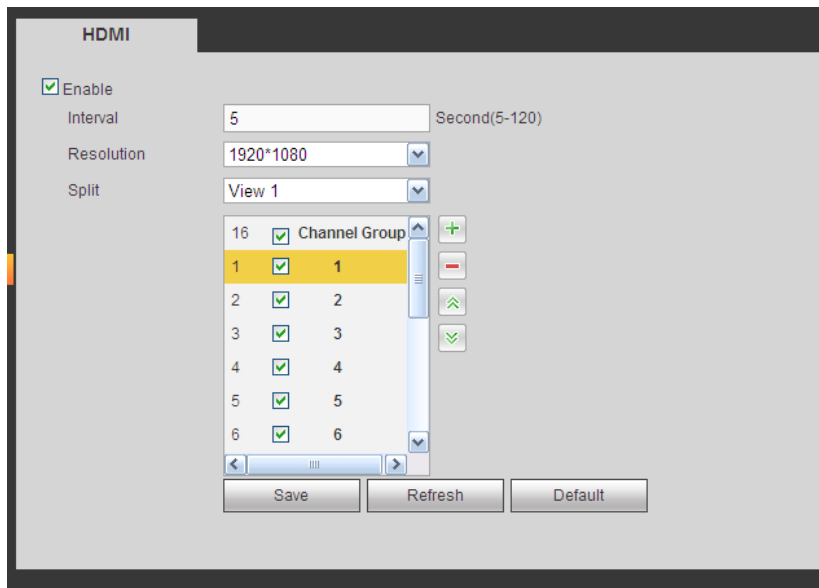 HDMI
Enable
Interval 5 Second(5-120)
Resolution 1920*1080
Split View 1
16 Channel Group
1 1
2 2
3 3
4 4
5 5
6 6
Save Refresh Default